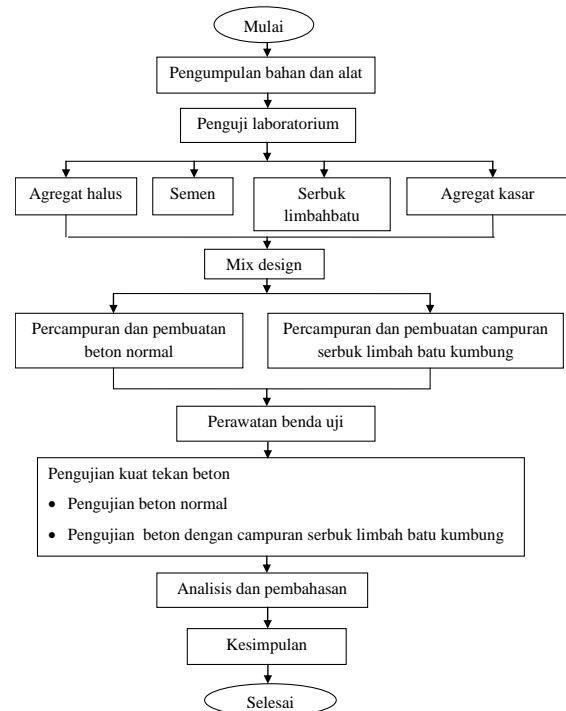 Mulai
Pengumpulan bahan dan alat
Penguji laboratorium
Agregat halus
Semen
Serbuk
limbahbatu
Agregat kasar
Mix design
Percampuran dan pembuatan
beton normal
Percampuran dan pembuatan campuran
serbuk limbah batu kumbung
Perawatan benda uji
Pengujian kuat tekan beton
• Pengujian beton normal
• Pengujian beton dengan campuran serbuk limbah batu kumbung
Analisis dan pembahasan
Kesimpulan
Selesai